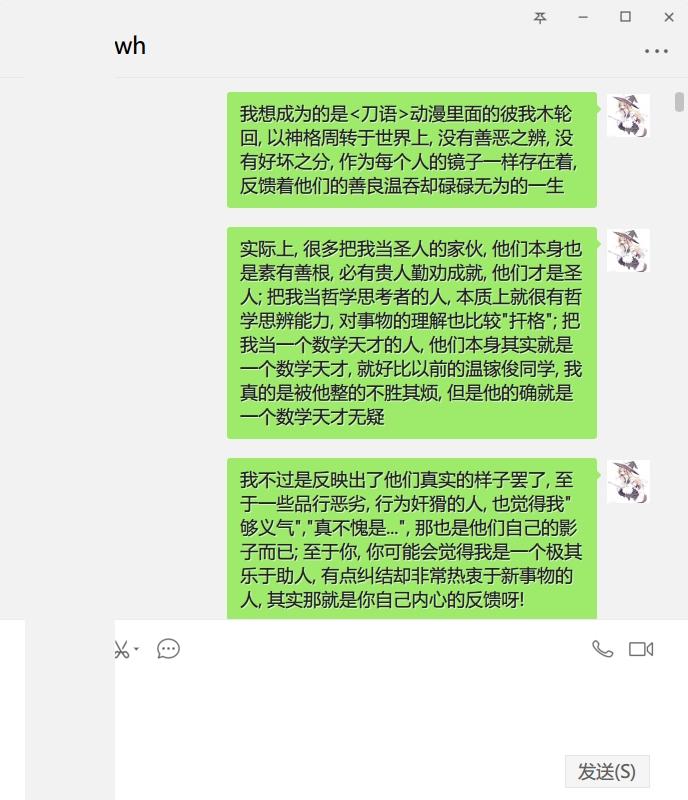 wh
我想成为的是<刀语>动漫里面的彼我木轮
回, 以神格周转于世界上, 没有善恶之辨, 没
有好坏之分, 作为每个人的镜子一样存在着,
反馈着他们的善良温吞却碌碌无为的一生
实际上, 很多把我当圣人的家伙, 他们本身也
是素有善根, 必有贵人勤劝成就, 他们才是圣
人; 把我当哲学思考者的人, 本质上就很有哲
学思辨能力, 对事物的理解也比较"扞格"; 把
我当一个数学天才的人, 他们本身其实就是
一个数学天才, 就好比以前的温镓俊同学, 我
真的是被他整的不胜其烦, 但是他的确就是
一个数学天才无疑
我不过是反映出了他们真实的样子罢了, 至
于一些品行恶劣, 行为奸猾的人, 也觉得我"
够义气","真不愧是...", 那也是他们自己的影
子而已; 至于你, 你可能会觉得我是一个极其
乐于助人, 有点纠结却非常热衷于新事物的
人, 其实那就是你自己内心的反馈呀!
发送(S)